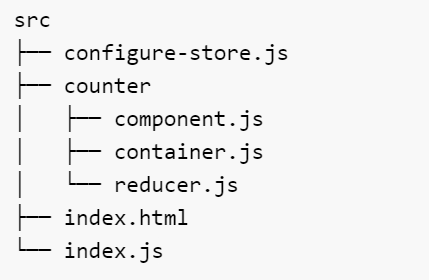 src
├── configure-store.js
├── counter
│   ├── component.js
│   ├── container.js
│   └── reducer.js
├── index.html
└── index.js